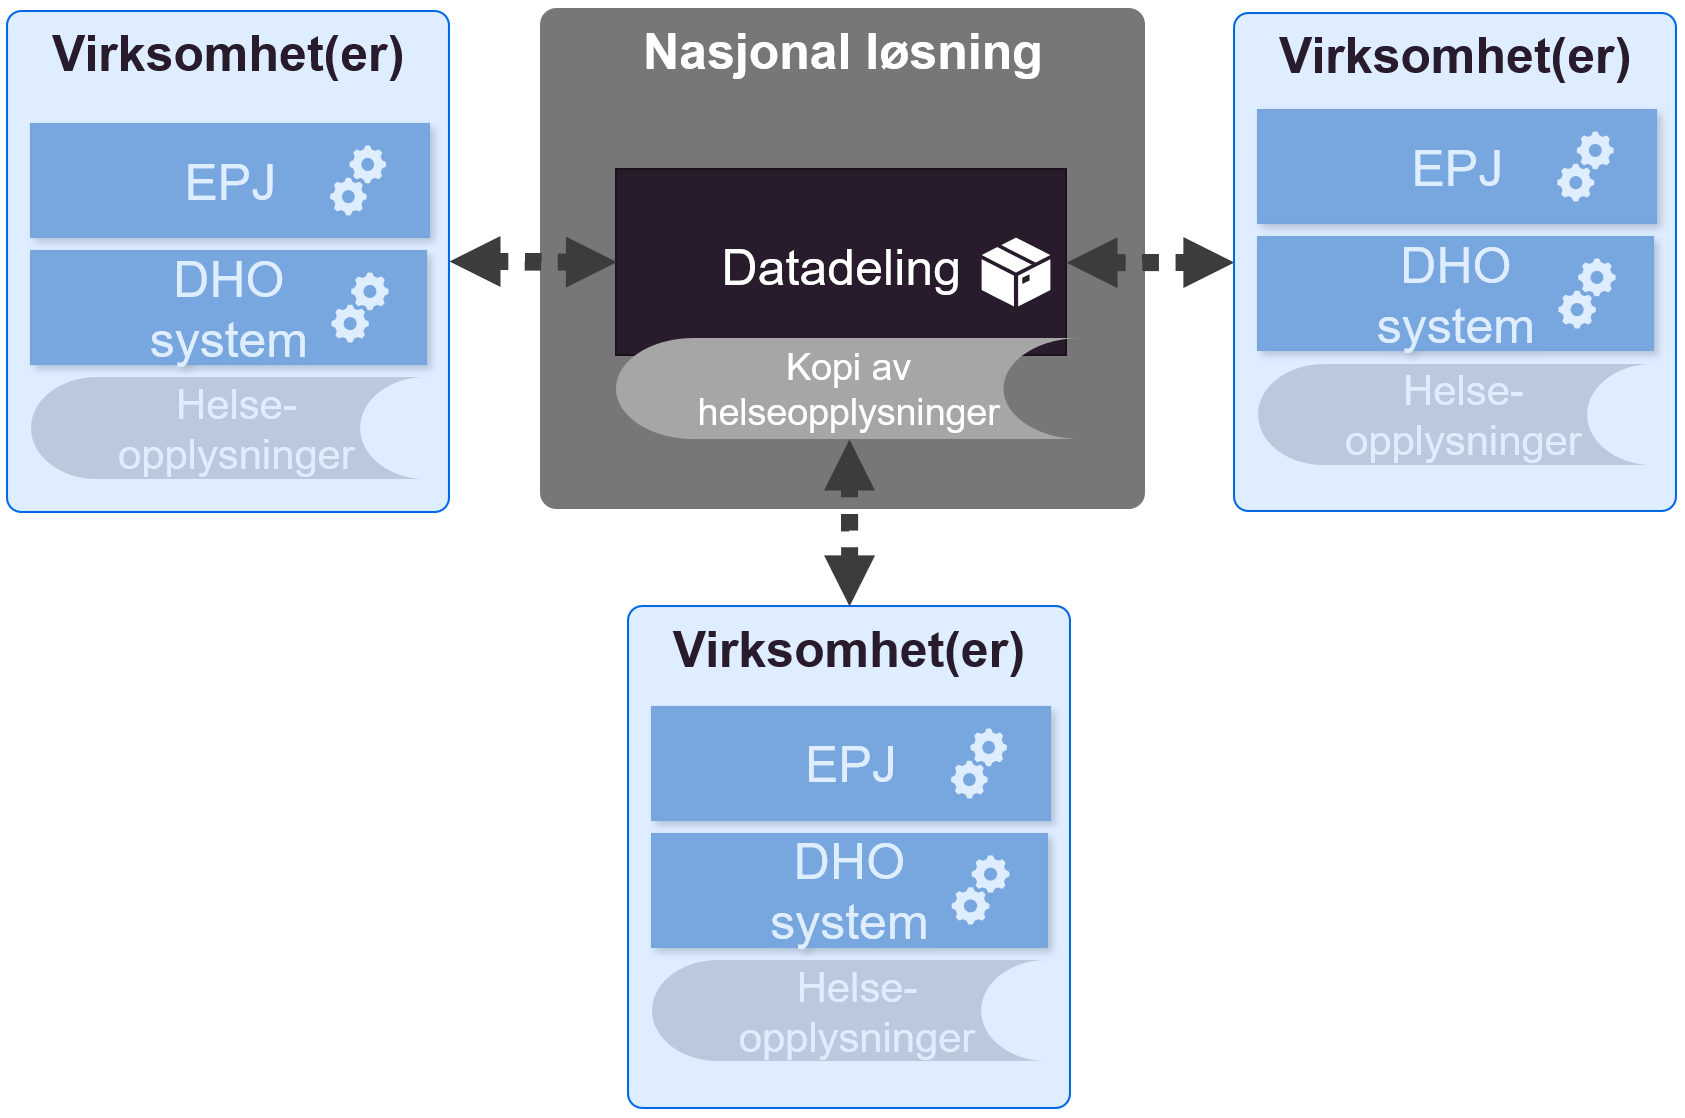 Virksomhet(er)
EPJ
DHO
system
Helse-
opplysninger
Nasjonal løsning
Datadeling
Kopi av
helseopplysninger
Virksomhet(er)
EPJ
DHO
system
Helse-
opplysninger
Virksomhet(er)
EPJ
DHO
system
Helse-
opplysninger